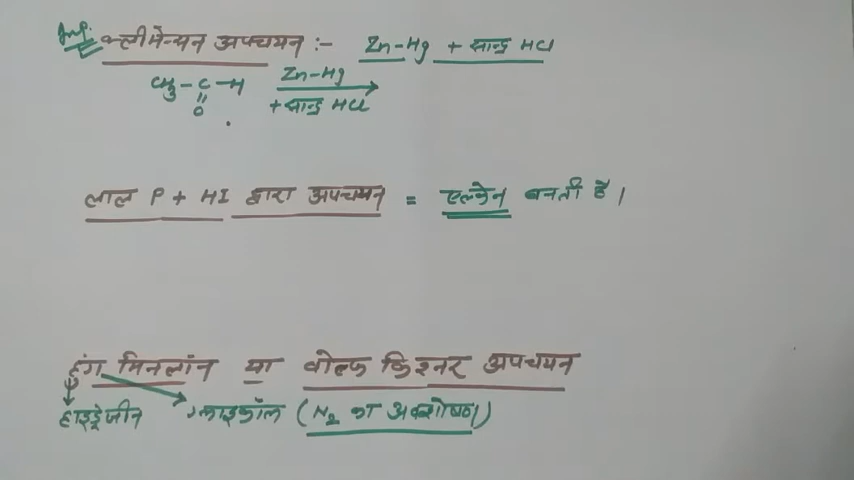 Imp. क्लीमेन्सन अपचयन :- Zn-Hg + सान्द्र HCl
CH3-C-H Zn-Hg
|| + सान्द्र HCl
O
लाल P + HI द्वारा अपचयन = एल्केन बनती है।
हुंग मिनलॉन या वोल्फ किश्नर अपचयन
हाइड्रेजीन ग्लाइकॉल (N2 का अवशोषण)